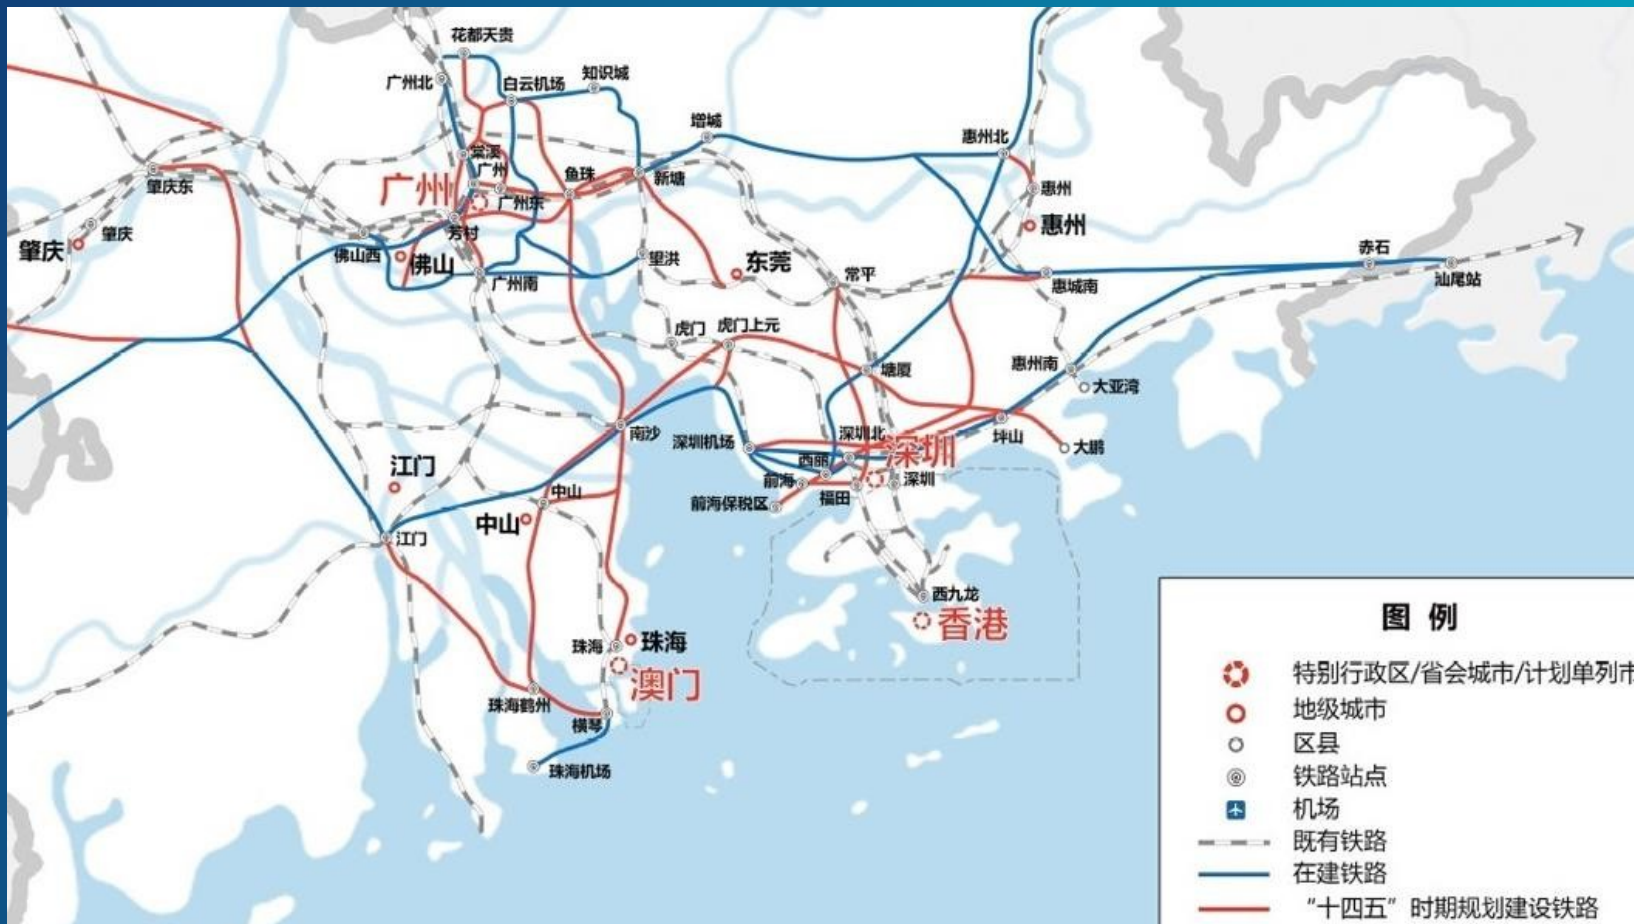 花都天贵
广州北
白云机场
知识城
增城
惠州北
棠溪
广州
广州
广州东
鱼珠
新塘
惠州
惠州
肇庆东
肇庆
肇庆
佛山西
佛山
芳村
广州南
望洪
东莞
常平
惠城南
赤石
汕尾站
虎门
虎门上元
塘厦
惠州南
大亚湾
南沙
深圳机场
深圳北
深圳
坪山
大鹏
西丽
前海
前海保税区
福田
深圳
江门
江门
中山
中山
西九龙
香港
珠海
珠海
澳门
珠海鹤州
横琴
珠海机场
图 例
特别行政区/省会城市/计划单列市
地级城市
区县
铁路站点
机场
既有铁路
在建铁路
“十四五”时期规划建设铁路